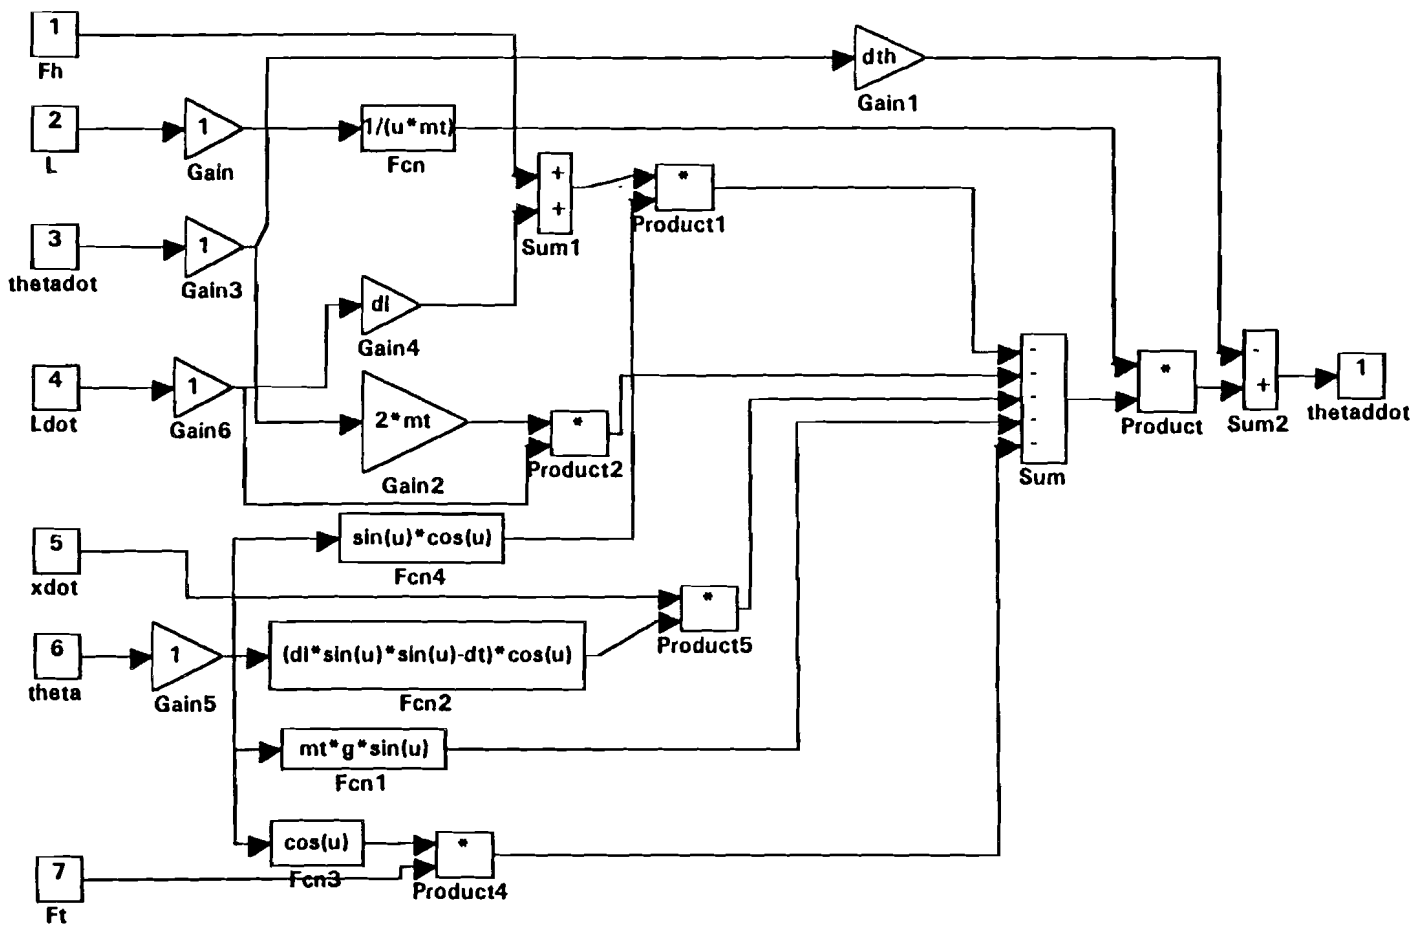 1
Fh
dth
Gain1
2
L
1
Gain
1/(u*mt)
Fcn
+
+
Sum1
*
Product1
3
thetadot
1
Gain3
dl
Gain4
4
Ldot
1
Gain6
2*mt
Gain2
*
Product2
-
-
-
-
-
Sum
*
Product
-
+
Sum2
1
thetaddot
sin(u)*cos(u)
Fcn4
5
xdot
*
Product5
6
theta
1
Gain5
(dl*sin(u)*sin(u)-dt)*cos(u)
Fcn2
mt*g*sin(u)
Fcn1
cos(u)
Fcn3
*
Product4
7
Ft